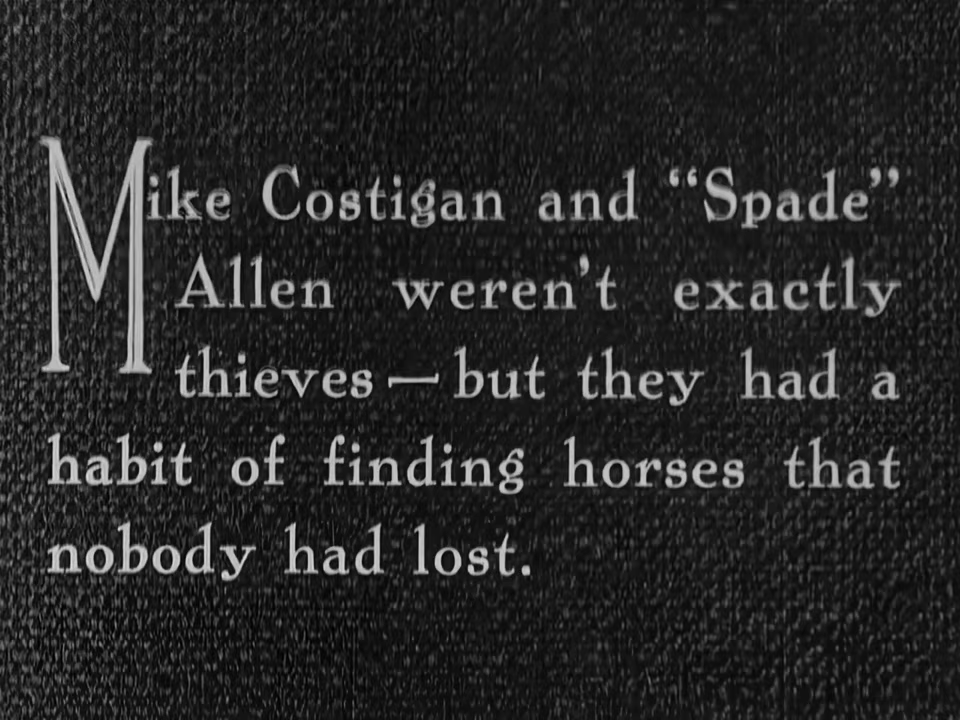 Mike Costigan and “Spade”
Allen weren’t exactly
thieves — but they had a
habit of finding horses that
nobody had lost.